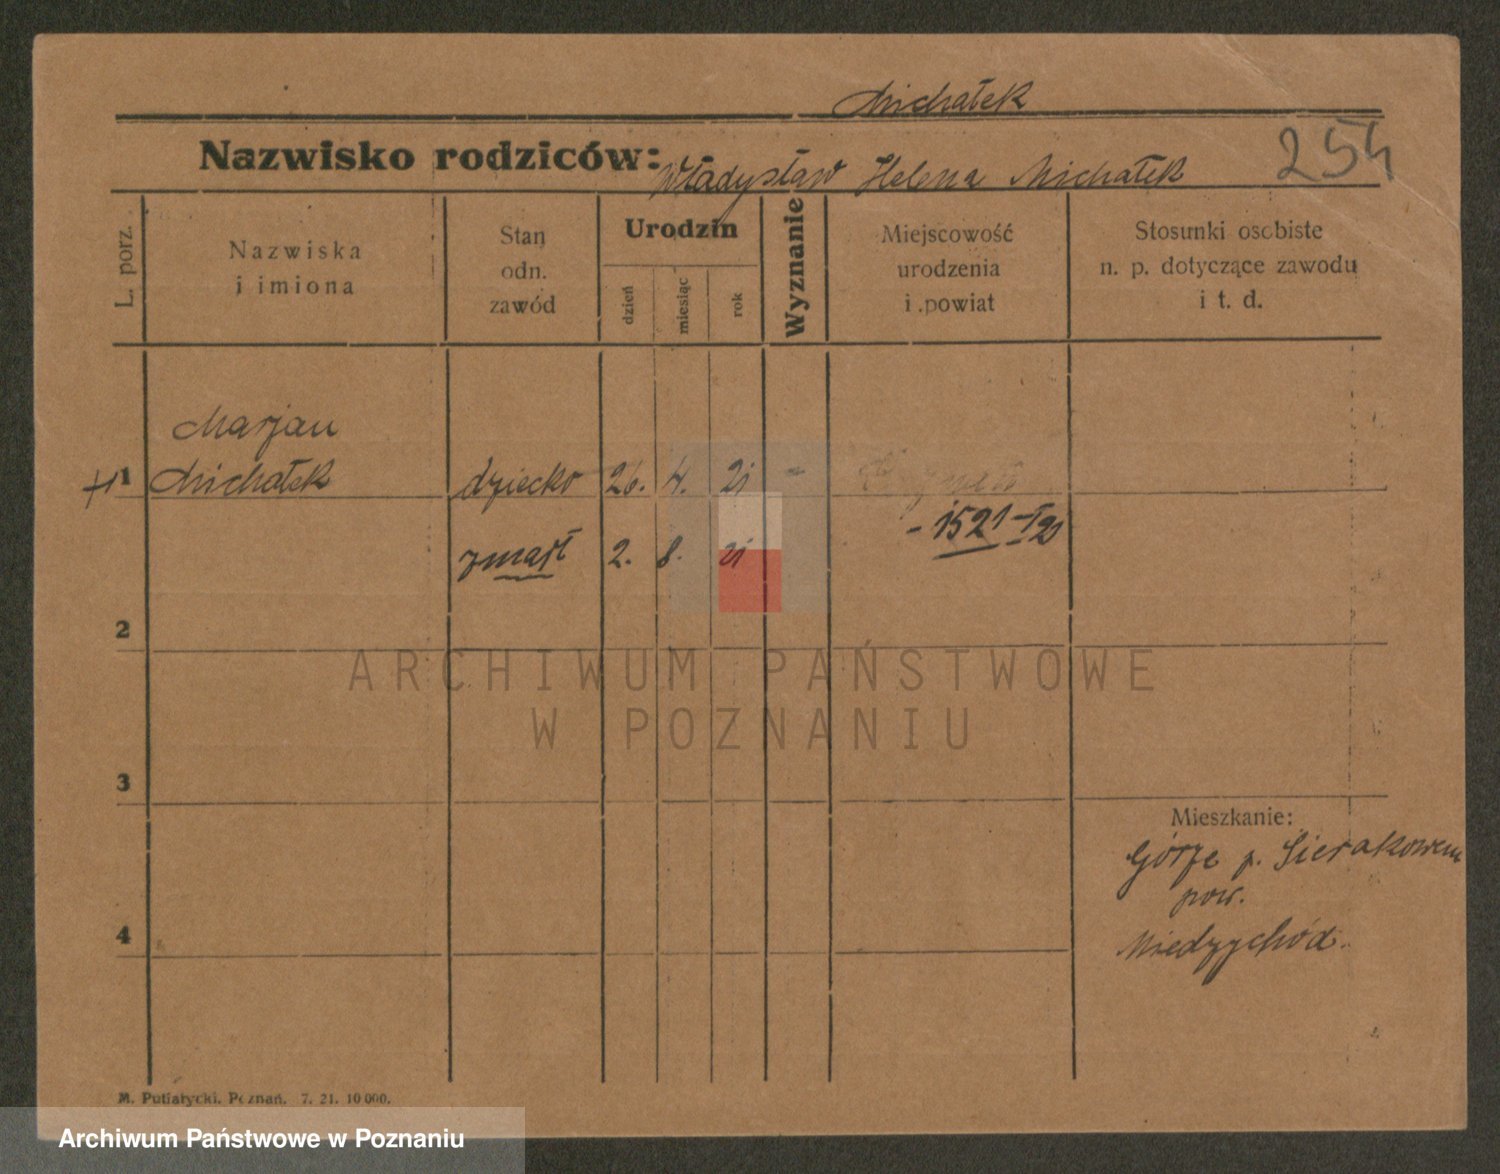 Michałek
Nazwisko rodziców: Władysław Helena Michałek
254
L. porz.
Nazwiska
i imiona
Stan
odn.
zawód
Urodzin
dzień
miesiąc
rok
Wyznanie
Miejscowość
urodzenia
i powiat
Stosunki osobiste
n. p. dotyczące zawodu
i t. d.
Marjan
1 Michałek dziecko 26. 4. 21 -
zmarł 2. 8. 21
- 1521 -
2
ARCHIWUM PAŃSTWOWE
W POZNANIU
3
Mieszkanie:
Górze p. Sierakowem
pow.
Miedzychód.
4
M. Putiatycki. Poznań. 7. 21. 10 000.
Archiwum Państwowe w Poznaniu